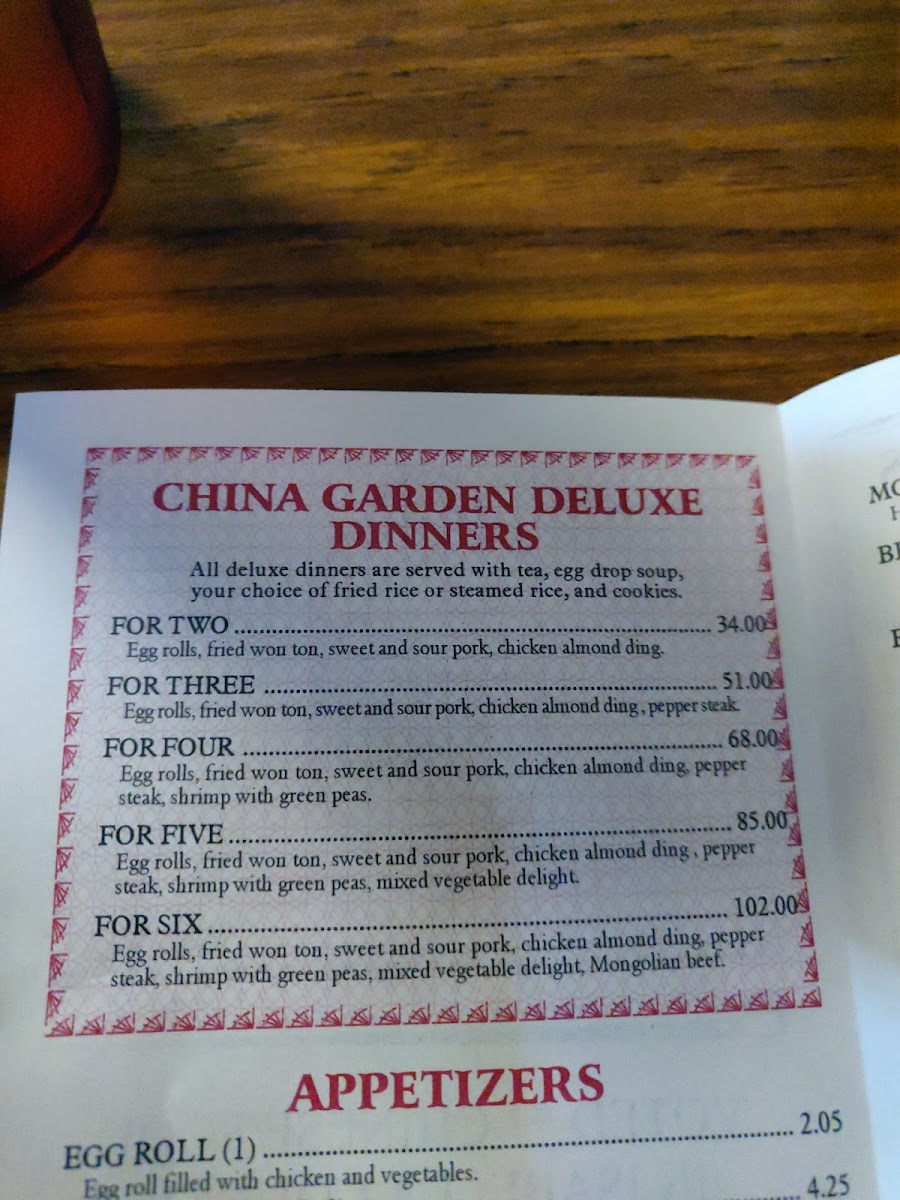 CHINA GARDEN DELUXE
DINNERS
All deluxe dinners are served with tea, egg drop soup,
your choice of fried rice or steamed rice, and cookies.
FOR TWO ........ 34.00
Egg rolls, fried won ton, sweet and sour pork, chicken almond ding.
FOR THREE ........ 51.00
Egg rolls, fried won ton, sweet and sour pork, chicken almond ding , pepper steak.
FOR FOUR ........ 68.00
Egg rolls, fried won ton, sweet and sour pork, chicken almond ding, pepper
steak, shrimp with green peas.
FOR FIVE ........ 85.00
Egg rolls, fried won ton, sweet and sour pork, chicken almond ding , pepper
steak, shrimp with green peas, mixed vegetable delight.
FOR SIX ........ 102.00
Egg rolls, fried won ton, sweet and sour pork, chicken almond ding, pepper
steak, shrimp with green peas, mixed vegetable delight, Mongolian beef.
APPETIZERS
EGG ROLL (1) ........ 2.05
Egg roll filled with chicken and vegetables.
4.25